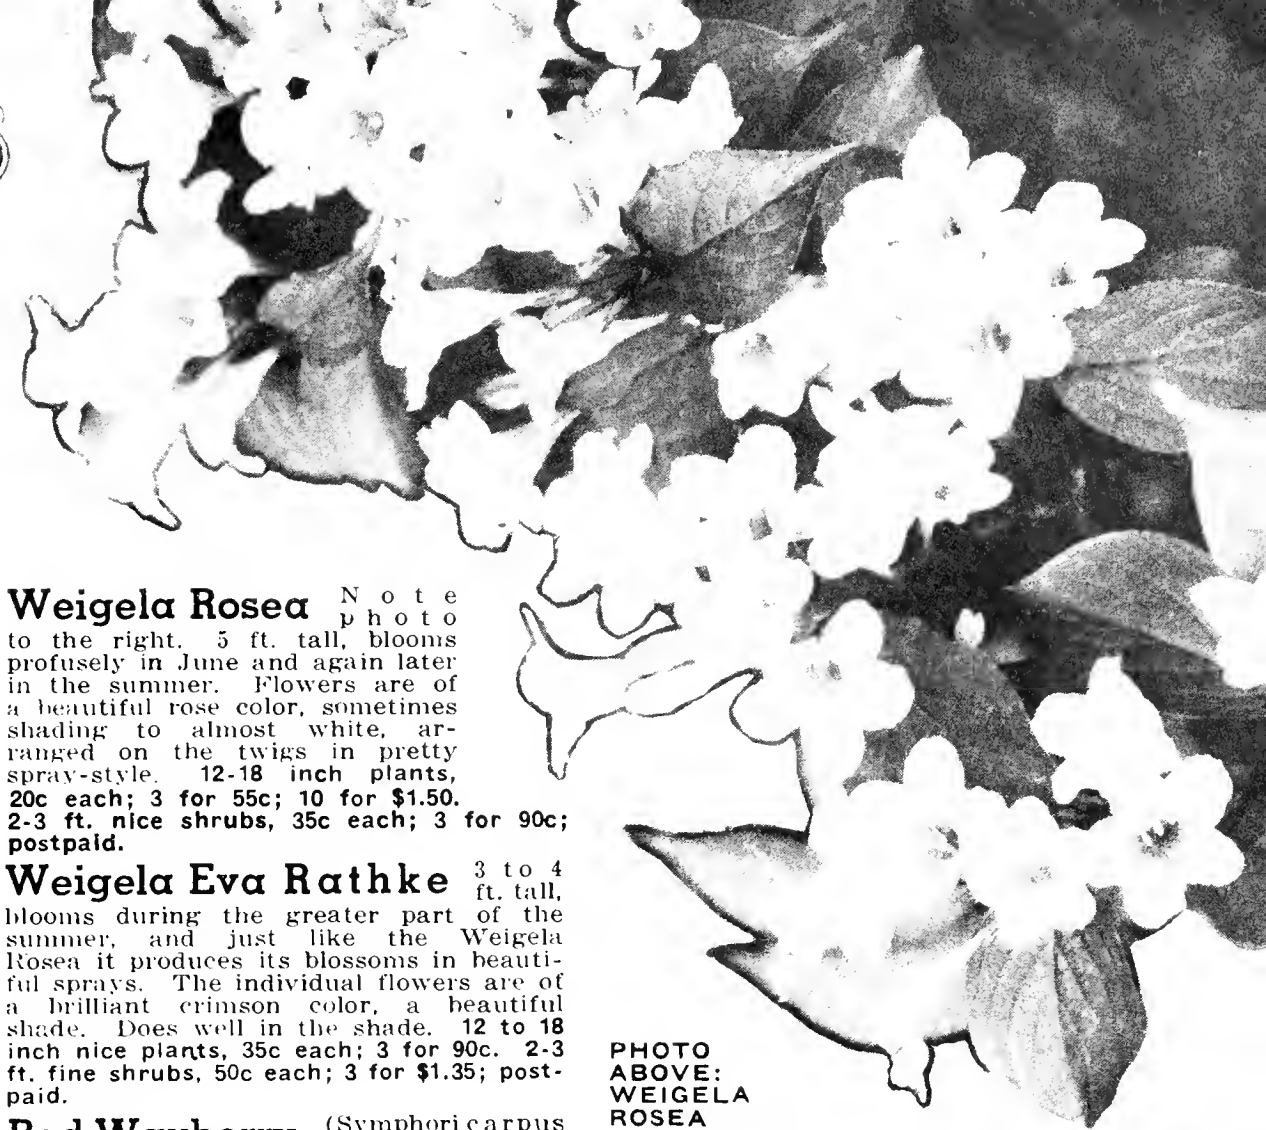 Weigela Rosea Note
photo
to the right. 5 ft. tall, blooms
profusely in June and again later
in the summer. Flowers are of
a beautiful rose color, sometimes
shading to almost white, ar-
ranged on the twigs in pretty
spray-style. 12-18 inch plants,
20c each; 3 for 55c; 10 for $1.50.
2-3 ft. nice shrubs, 35c each; 3 for 90c;
postpaid.
Weigela Eva Rathke 3 to 4
ft. tall,
blooms during the greater part of the
summer, and just like the Weigela
Rosea it produces its blossoms in beauti-
ful sprays. The individual flowers are of
a brilliant crimson color, a beautiful
shade. Does well in the shade. 12 to 18
inch nice plants, 35c each; 3 for 90c. 2-3
ft. fine shrubs, 50c each; 3 for $1.35; post-
paid.
(Symphoricarpus
PHOTO
ABOVE:
WEIGELA
ROSEA